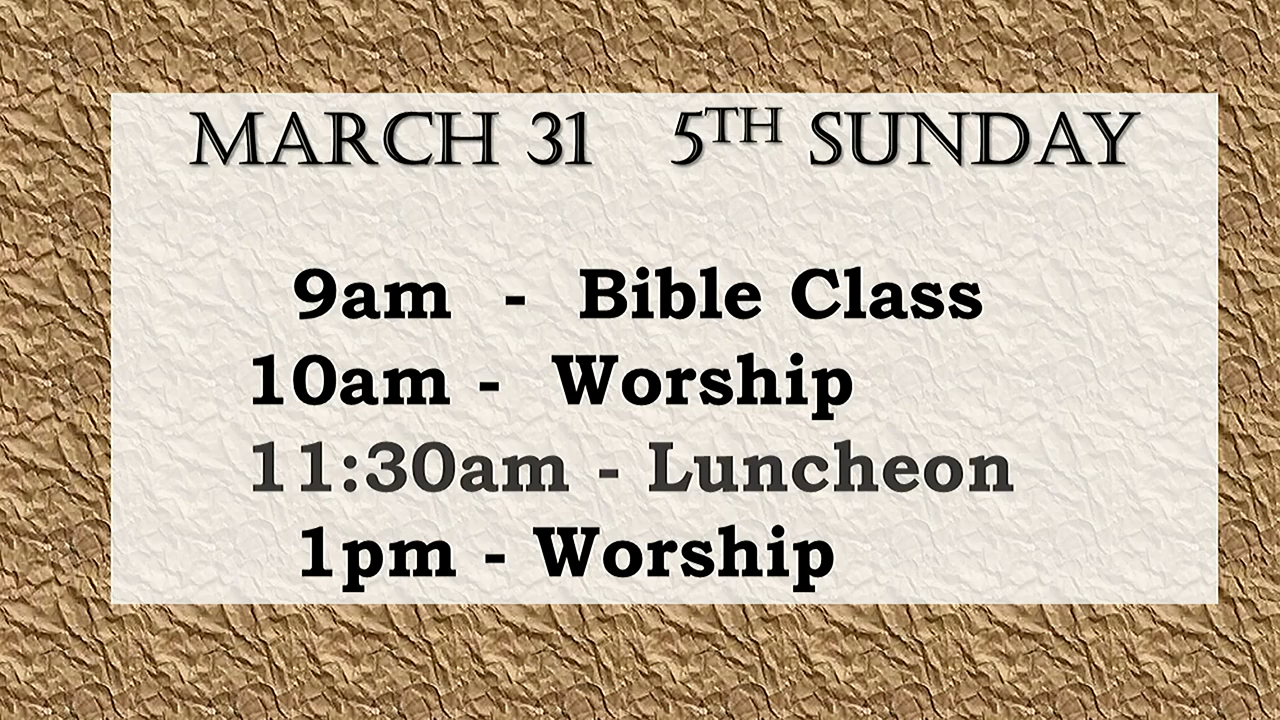 MARCH 31 5TH SUNDAY
9am - Bible Class
10am - Worship
11:30am - Luncheon
1pm - Worship